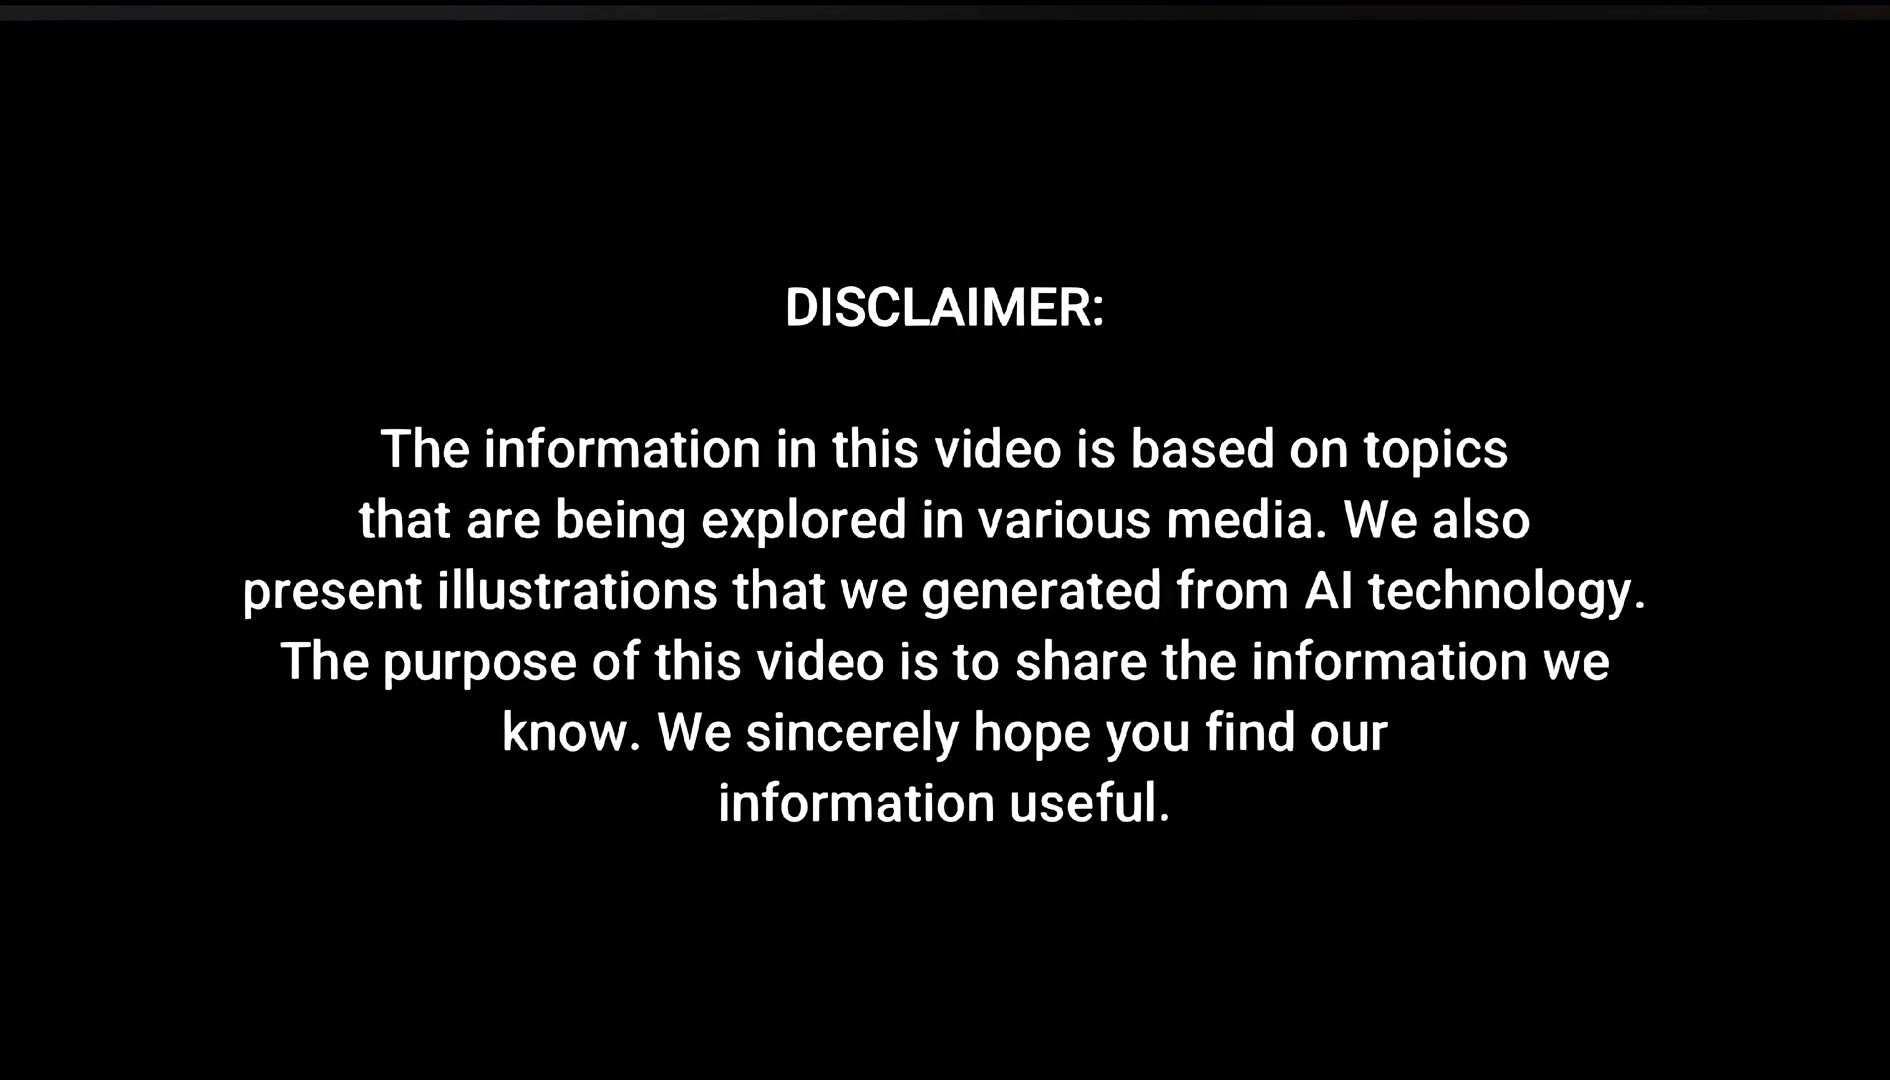 DISCLAIMER:
The information in this video is based on topics
that are being explored in various media. We also
present illustrations that we generated from AI technology.
The purpose of this video is to share the information we
know. We sincerely hope you find our
information useful.